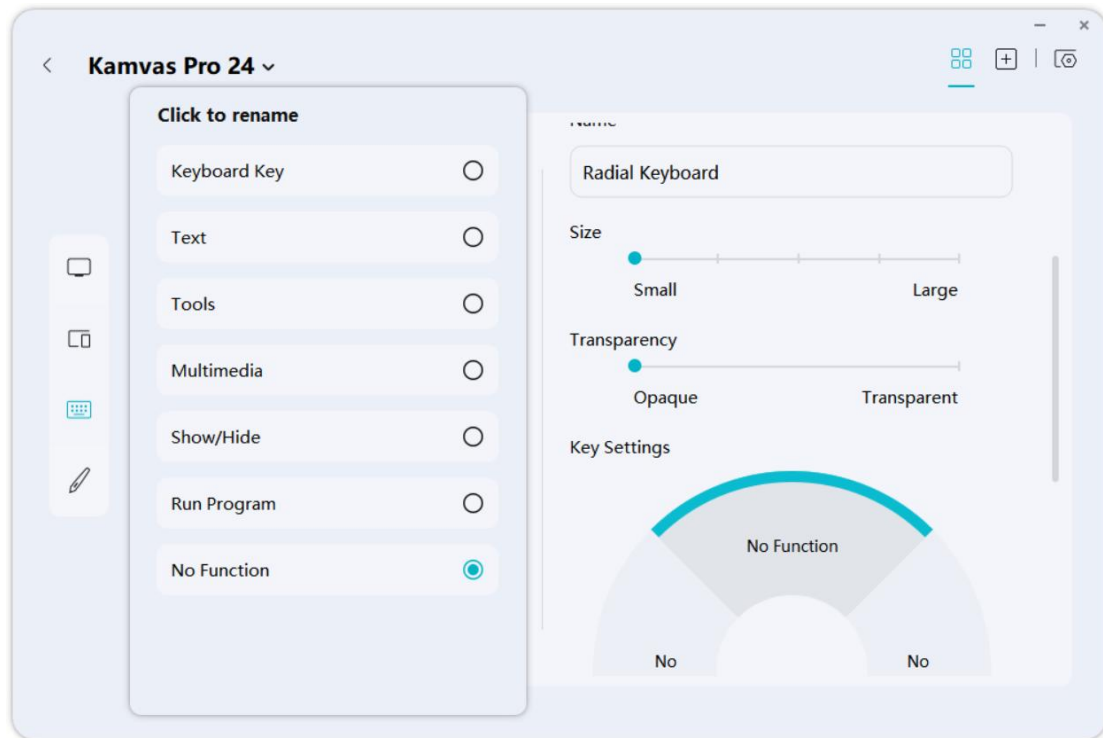 Kamvas Pro 24
Click to rename
Keyboard Key
Text
Tools
Multimedia
Show/Hide
Run Program
No Function
Name
Radial Keyboard
Size
Small Large
Transparency
Opaque Transparent
Key Settings
No Function
No No